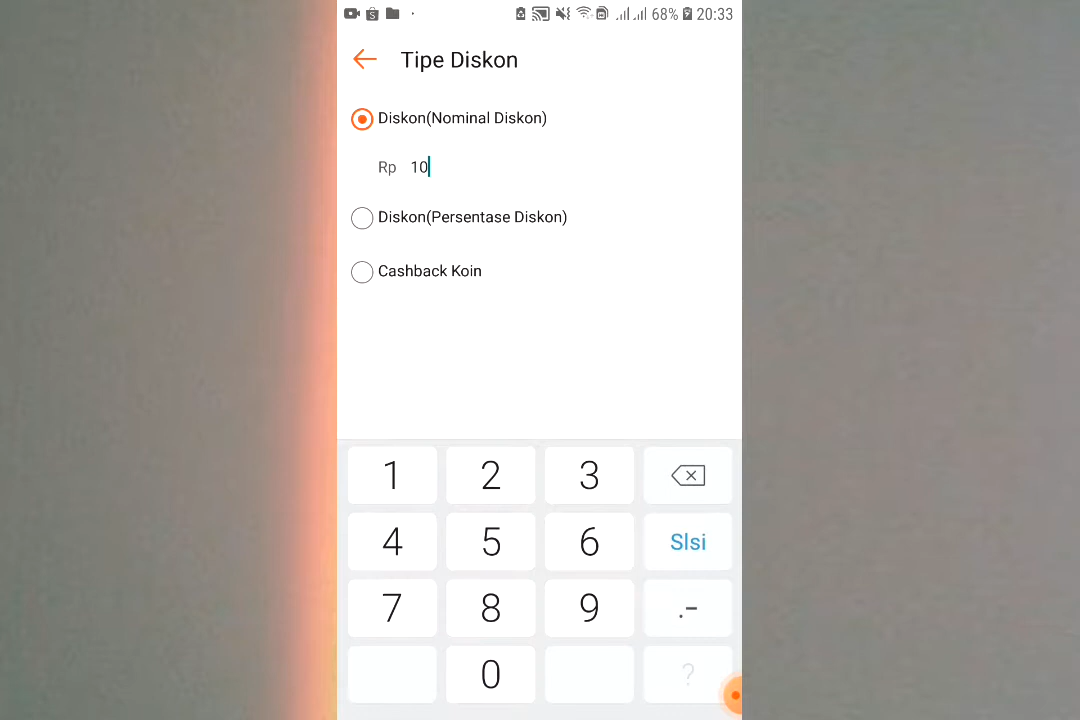 68% 20:33
Tipe Diskon
Diskon(Nominal Diskon)
Rp 10
Diskon(Persentase Diskon)
Cashback Koin
1 2 3
4 5 6 Slsi
7 8 9 .-
0 ?